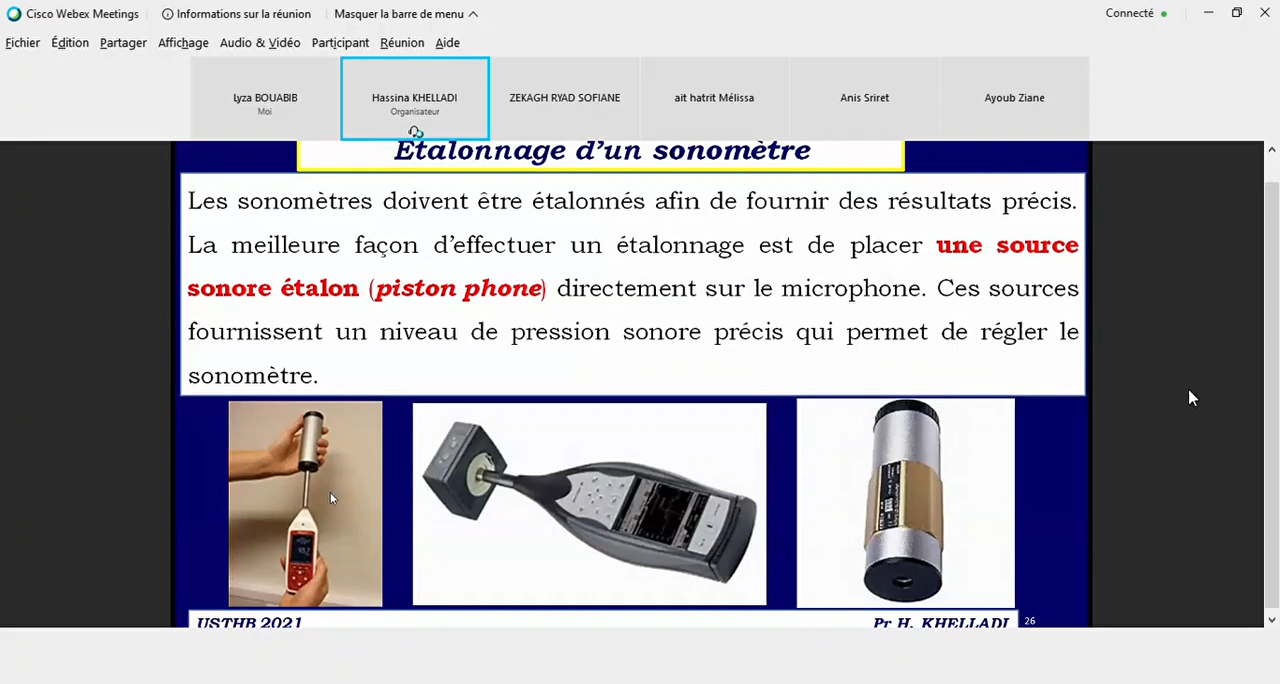 Cisco Webex Meetings
Informations sur la réunion
Masquer la barre de menu
Connecté
Fichier Édition Partager Affichage Audio & Vidéo Participant Réunion Aide
Lyza BOUABIB
Moi
Hassina KHELLADI
Organisateur
ZEKAGH RYAD SOFIANE
ait hatrit Mélissa
Anis Sriret
Ayoub Ziane
Etalonnage d'un sonomètre
Les sonomètres doivent être étalonnés afin de fournir des résultats précis.
La meilleure façon d'effectuer un étalonnage est de placer une source
sonore étalon (piston phone) directement sur le microphone. Ces sources
fournissent un niveau de pression sonore précis qui permet de régler le
sonomètre.
USTHB 2021
Pr H. KHELLADI
26